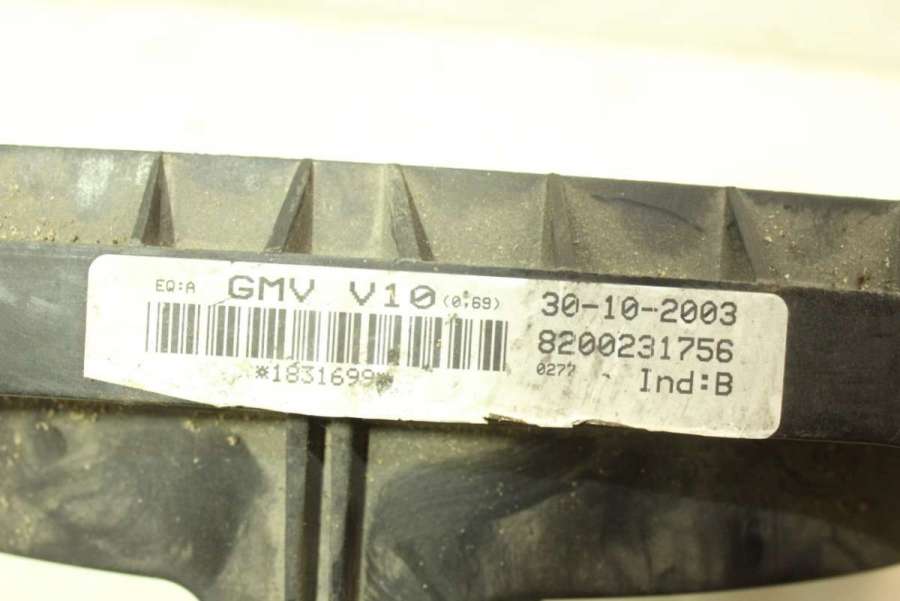 EQ:A GMV V10 (0.69) 30-10-2003
8200231756
*1831699* 0277 Ind:B